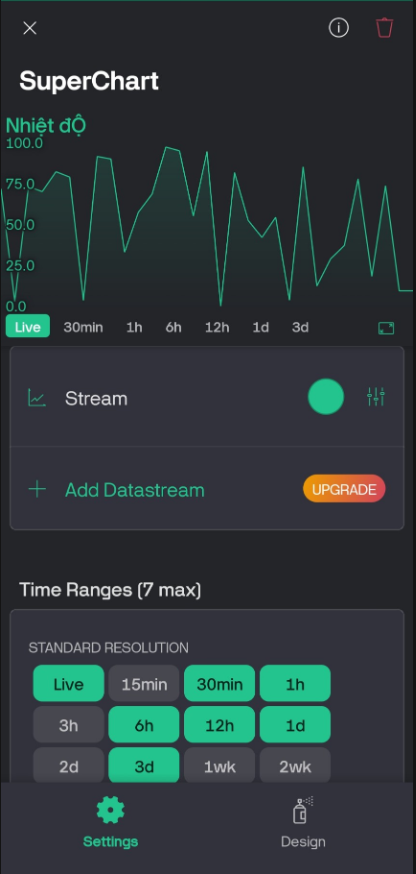 SuperChart
Nhiệt độ
100.0
75.0
50.0
25.0
0.0
Live 30min 1h 6h 12h 1d 3d
Stream
Add Datastream UPGRADE
Time Ranges (7 max)
STANDARD RESOLUTION
Live 15min 30min 1h
3h 6h 12h 1d
2d 3d 1wk 2wk
Settings Design